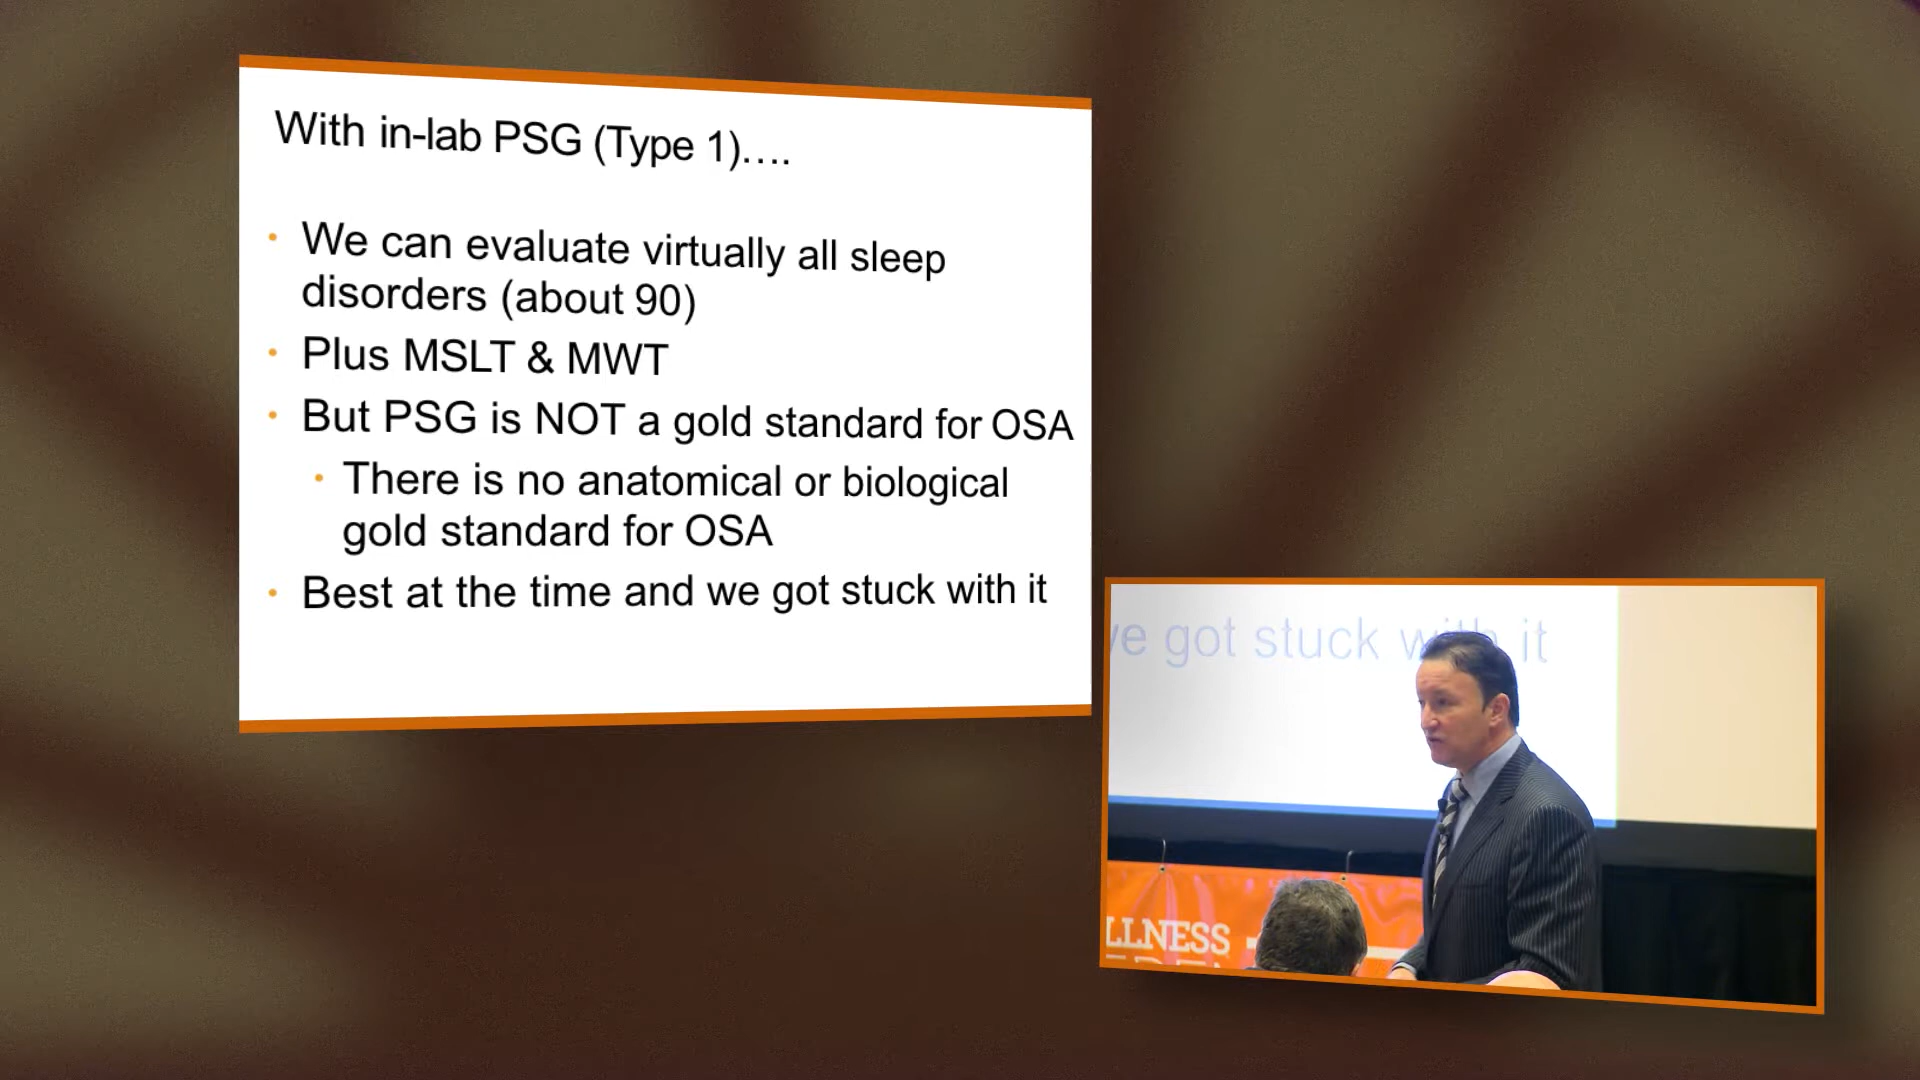 With in-lab PSG (Type 1)….
• We can evaluate virtually all sleep
disorders (about 90)
• Plus MSLT & MWT
• But PSG is NOT a gold standard for OSA
• There is no anatomical or biological
gold standard for OSA
• Best at the time and we got stuck with it
got stuck with it
LLNESS